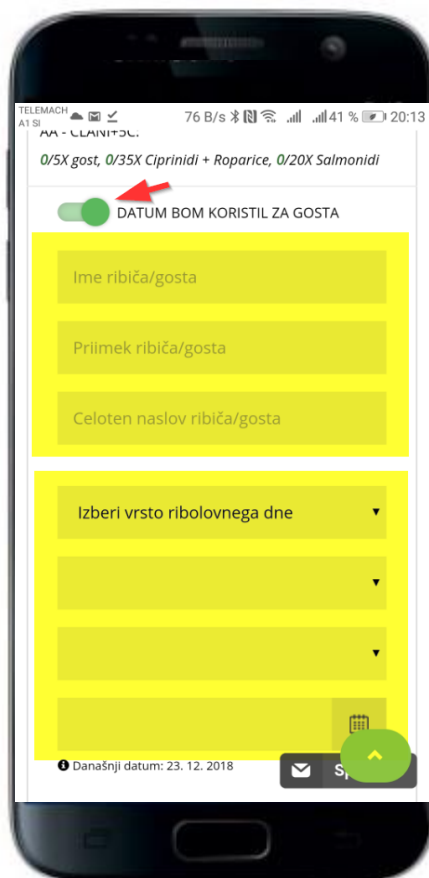 TELEMACH
A1 SI
76 B/s 41 % 20:13
AA - ČLANI+5C:
0/5X gost, 0/35X Ciprinidi + Roparice, 0/20X Salmonidi
DATUM BOM KORISTIL ZA GOSTA
Ime ribiča/gosta
Priimek ribiča/gosta
Celoten naslov ribiča/gosta
Izberi vrsto ribolovnega dne
Današnji datum: 23. 12. 2018